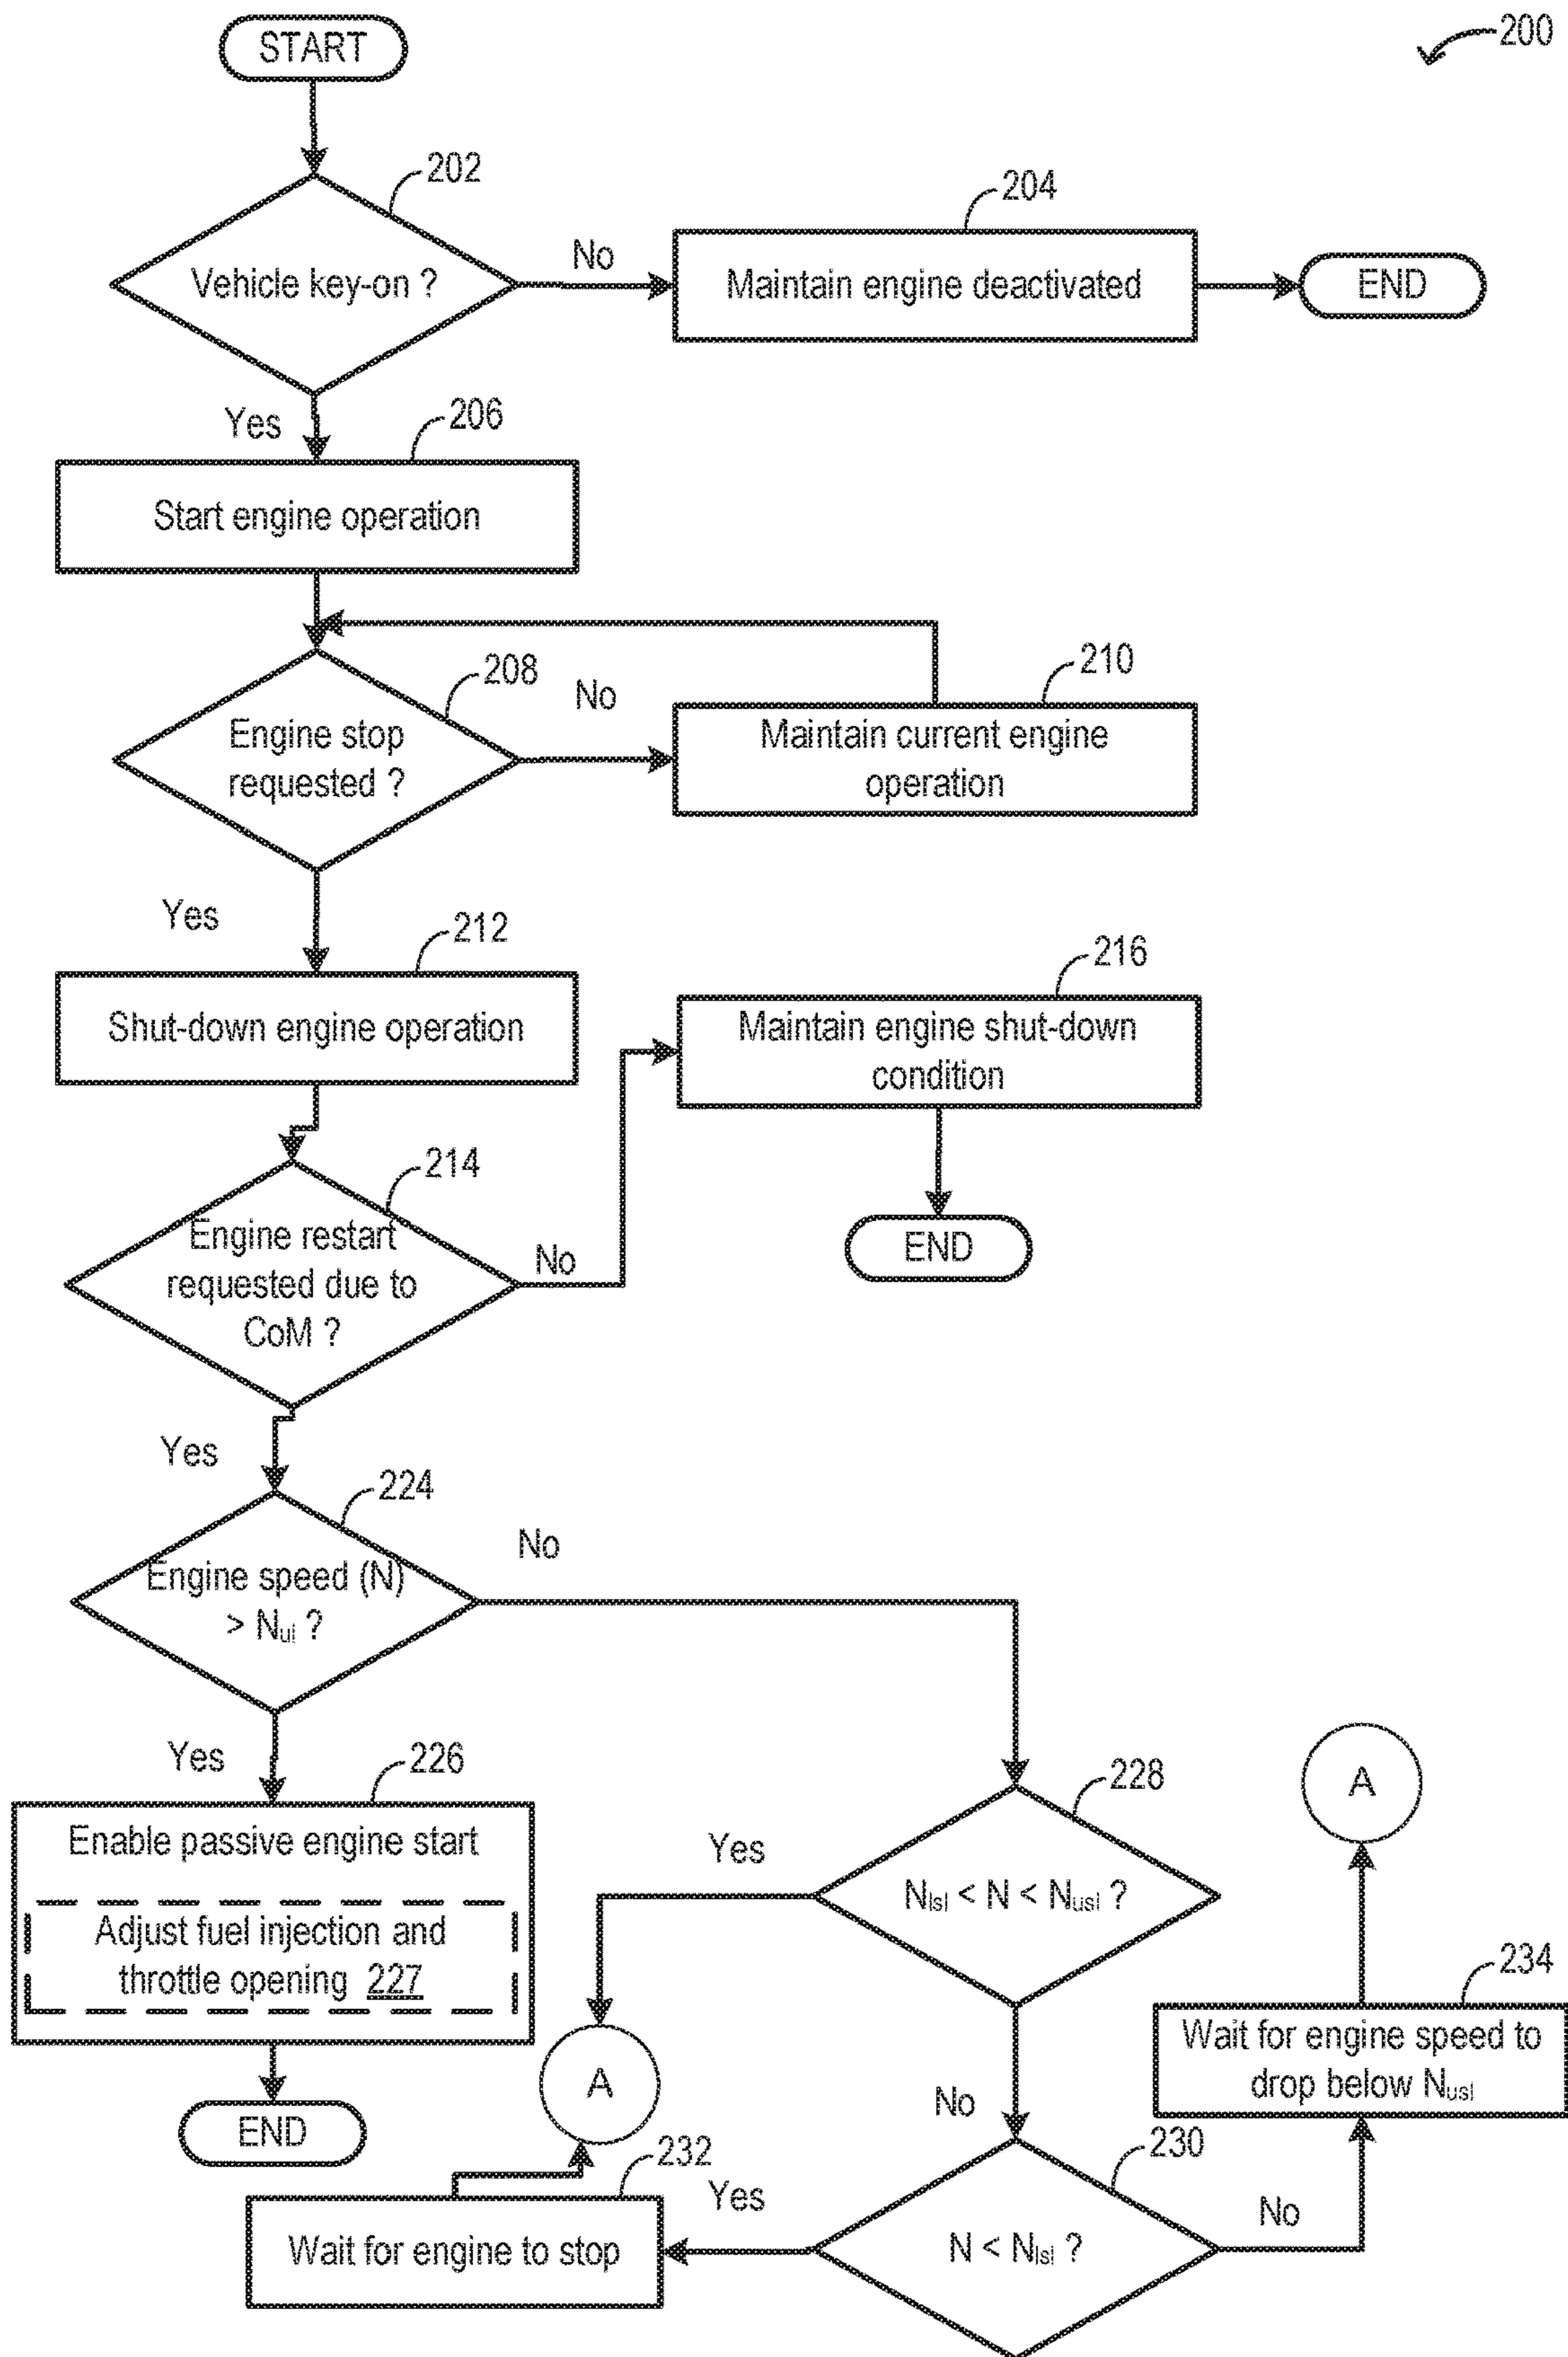 START
200
202
Vehicle key-on ?
No
204
Maintain engine deactivated
END
Yes
206
Start engine operation
208
Engine stop
requested ?
No
210
Maintain current engine
operation
Yes
212
Shut-down engine operation
216
Maintain engine shut-down
condition
END
214
Engine restart
requested due to
CoM ?
No
Yes
224
Engine speed (N)
> Nul ?
No
Yes
226
Enable passive engine start
Adjust fuel injection and
throttle opening 227
END
228
Nlsl < N < Nusl ?
Yes
A
No
A
234
Wait for engine speed to
drop below Nusl
230
N < Nlsl ?
Yes
No
232
Wait for engine to stop